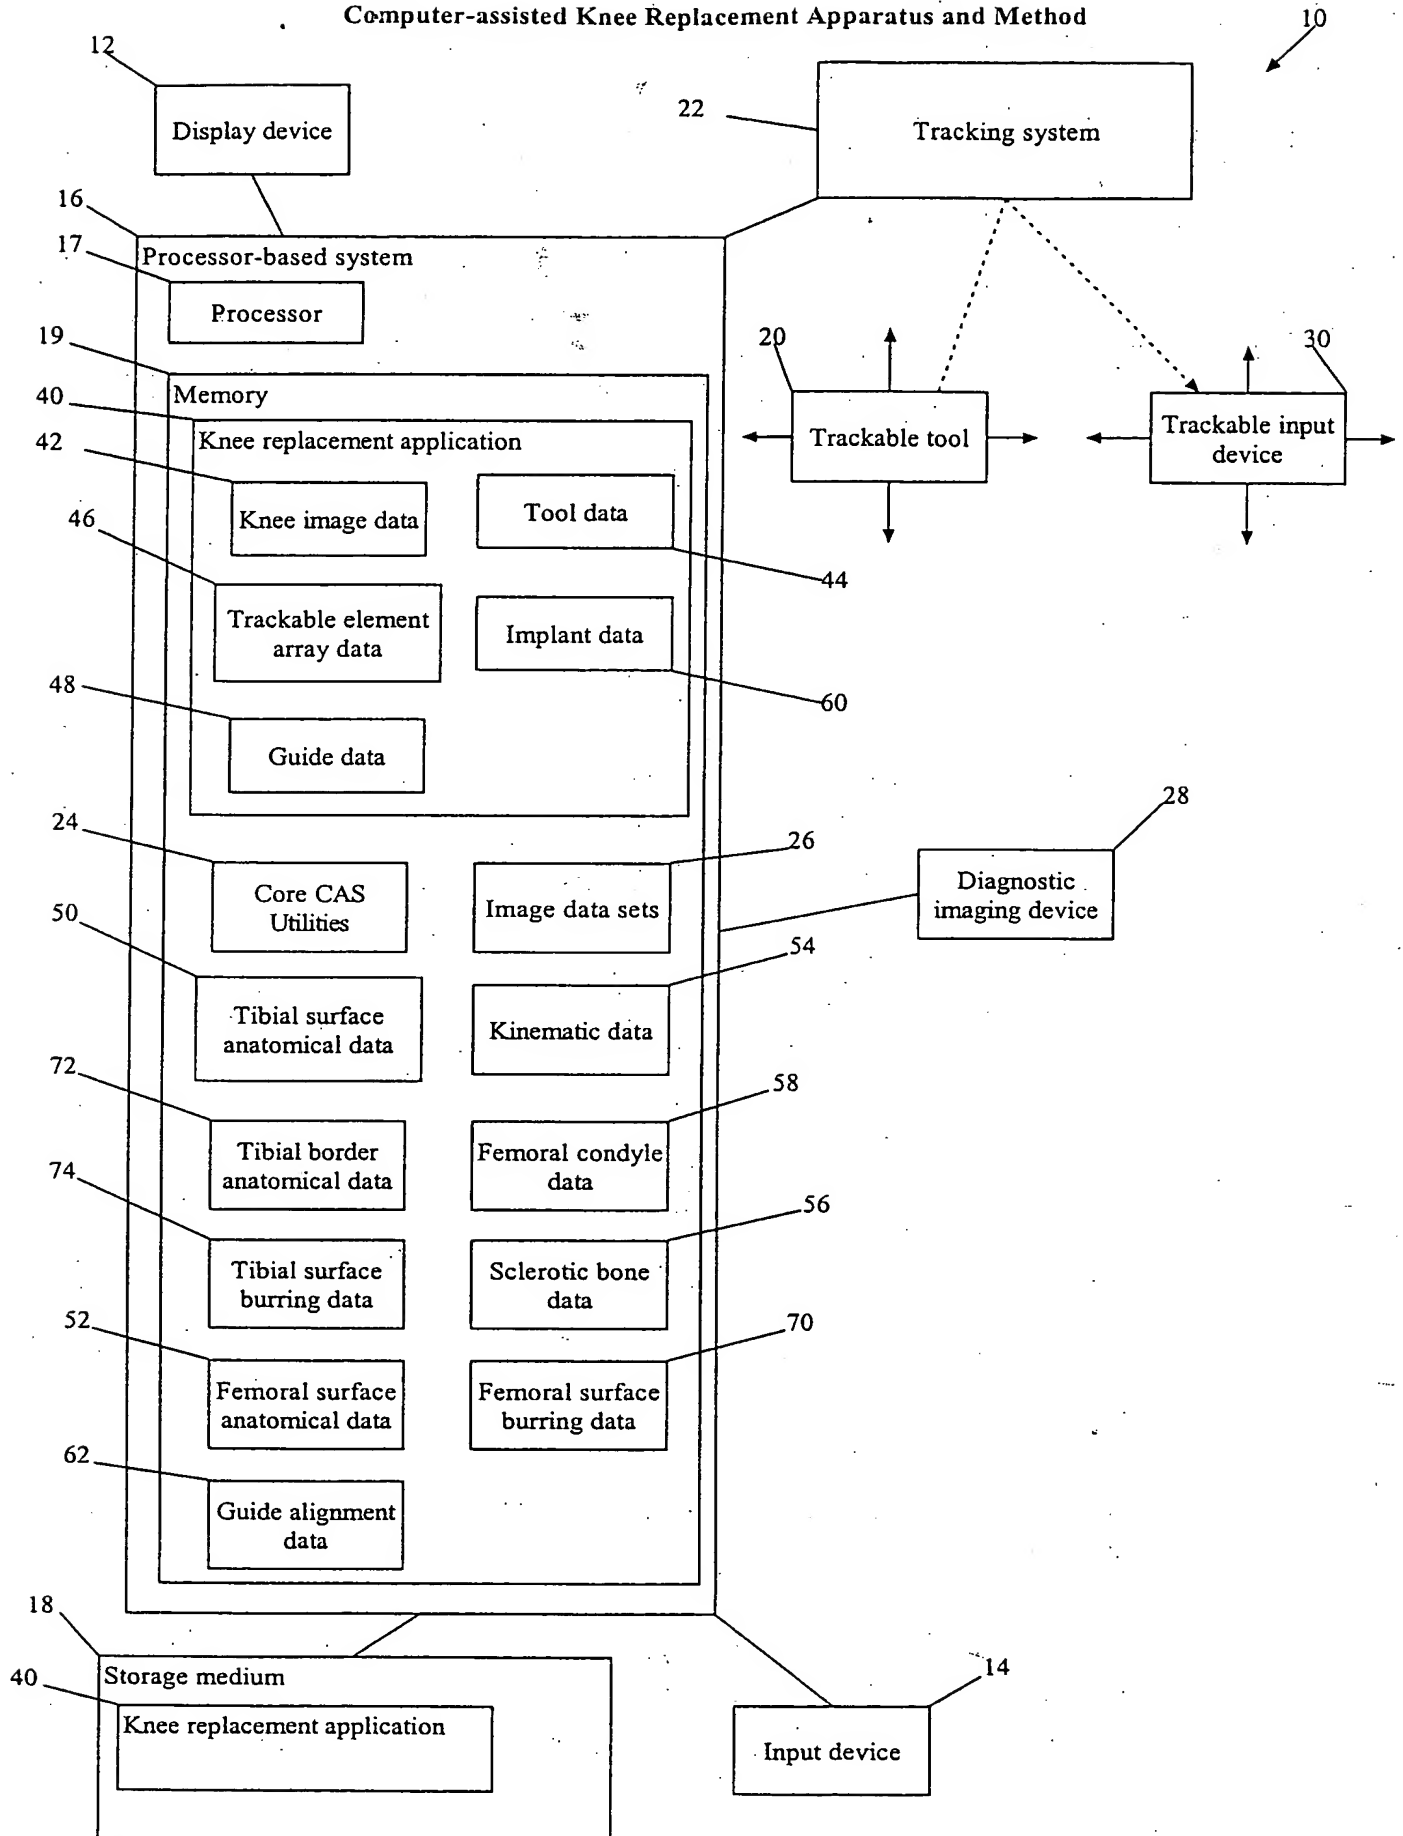 Computer-assisted Knee Replacement Apparatus and Method
10
12
Display device
22
Tracking system
16
Processor-based system
17
Processor
19
Memory
20
Trackable tool
30
Trackable input
device
40
Knee replacement application
42
Knee image data
Tool data
44
46
Trackable element
array data
Implant data
60
48
Guide data
24
Core CAS
Utilities
26
Image data sets
28
Diagnostic
imaging device
50
Tibial surface
anatomical data
54
Kinematic data
72
Tibial border
anatomical data
58
Femoral condyle
data
74
Tibial surface
burring data
56
Sclerotic bone
data
52
Femoral surface
anatomical data
70
Femoral surface
burring data
62
Guide alignment
data
18
Storage medium
40
Knee replacement application
14
Input device